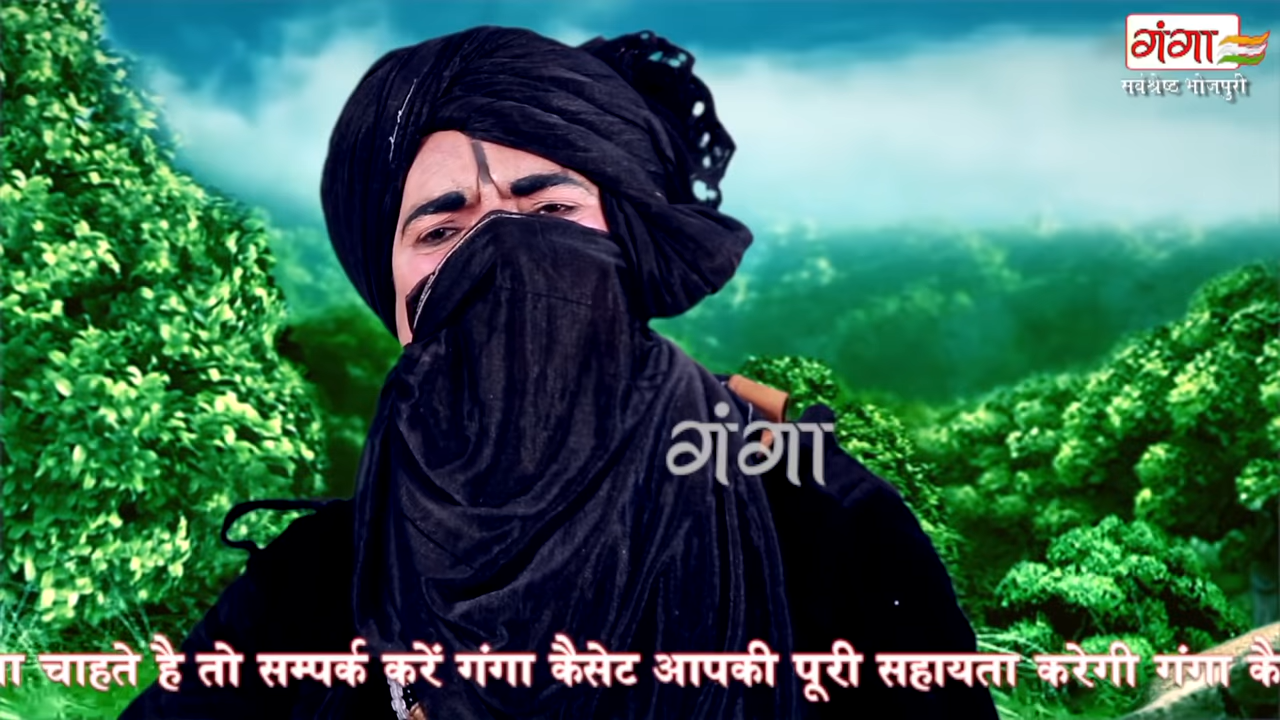 गंगा
सर्वश्रेष्ठ भोजपुरी
गंगा
चाहते है तो सम्पर्क करें गंगा कैसेट आपकी पूरी सहायता करेगी गंगा